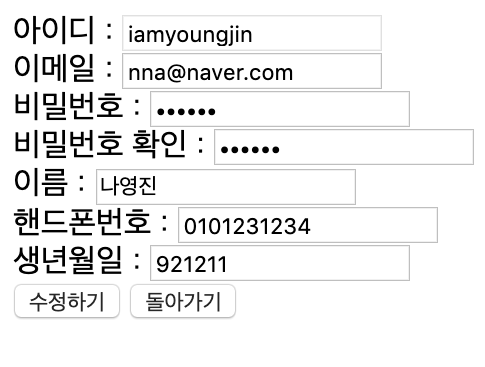 아이디 : iamyoungjin
이메일 : nna@naver.com
비밀번호 : ••••••
비밀번호 확인 : ••••••
이름 : 나영진
핸드폰번호 : 0101231234
생년월일 : 921211
수정하기 돌아가기